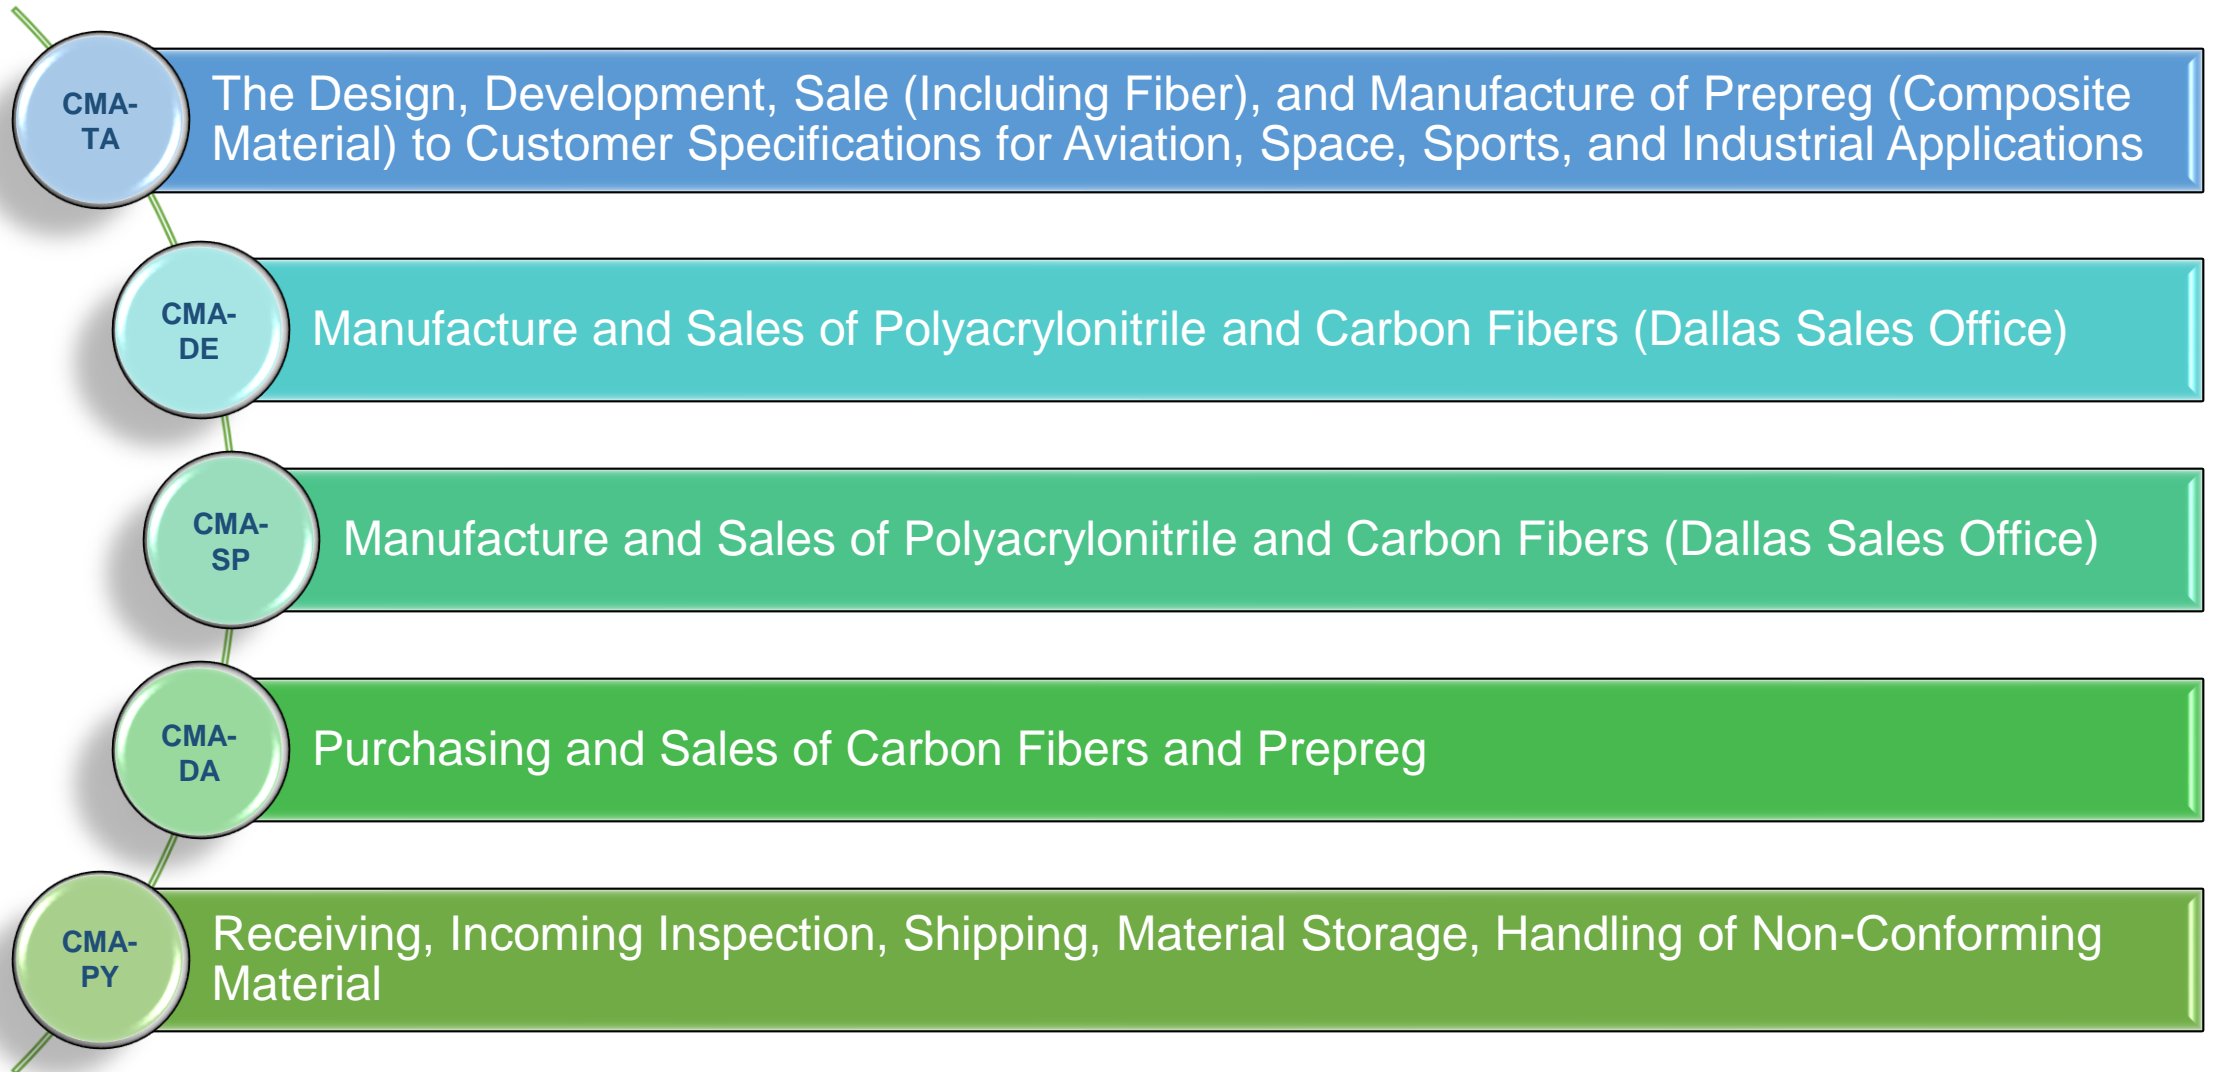 CMA-
TA
The Design, Development, Sale (Including Fiber), and Manufacture of Prepreg (Composite
Material) to Customer Specifications for Aviation, Space, Sports, and Industrial Applications
CMA-
DE
Manufacture and Sales of Polyacrylonitrile and Carbon Fibers (Dallas Sales Office)
CMA-
SP
Manufacture and Sales of Polyacrylonitrile and Carbon Fibers (Dallas Sales Office)
CMA-
DA
Purchasing and Sales of Carbon Fibers and Prepreg
CMA-
PY
Receiving, Incoming Inspection, Shipping, Material Storage, Handling of Non-Conforming
Material